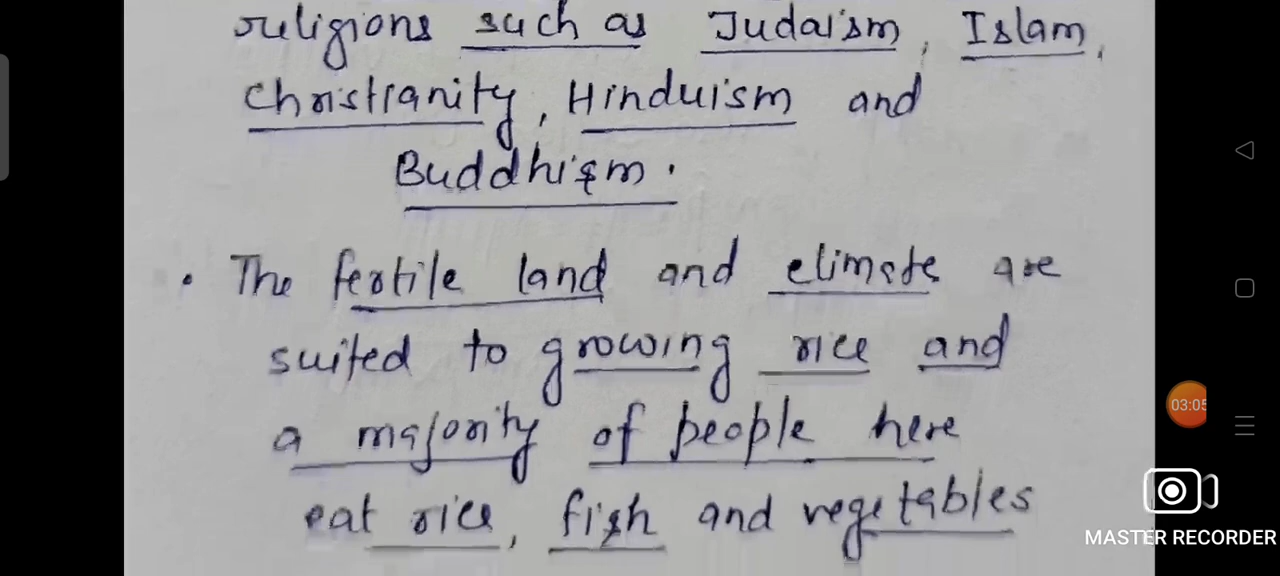 religions such as Judaism, Islam,
Christianity, Hinduism and
Buddhism.
• The fertile land and climate are
suited to growing rice and
a majority of people here
eat rice, fish and vegetables
03:05
MASTER RECORDER